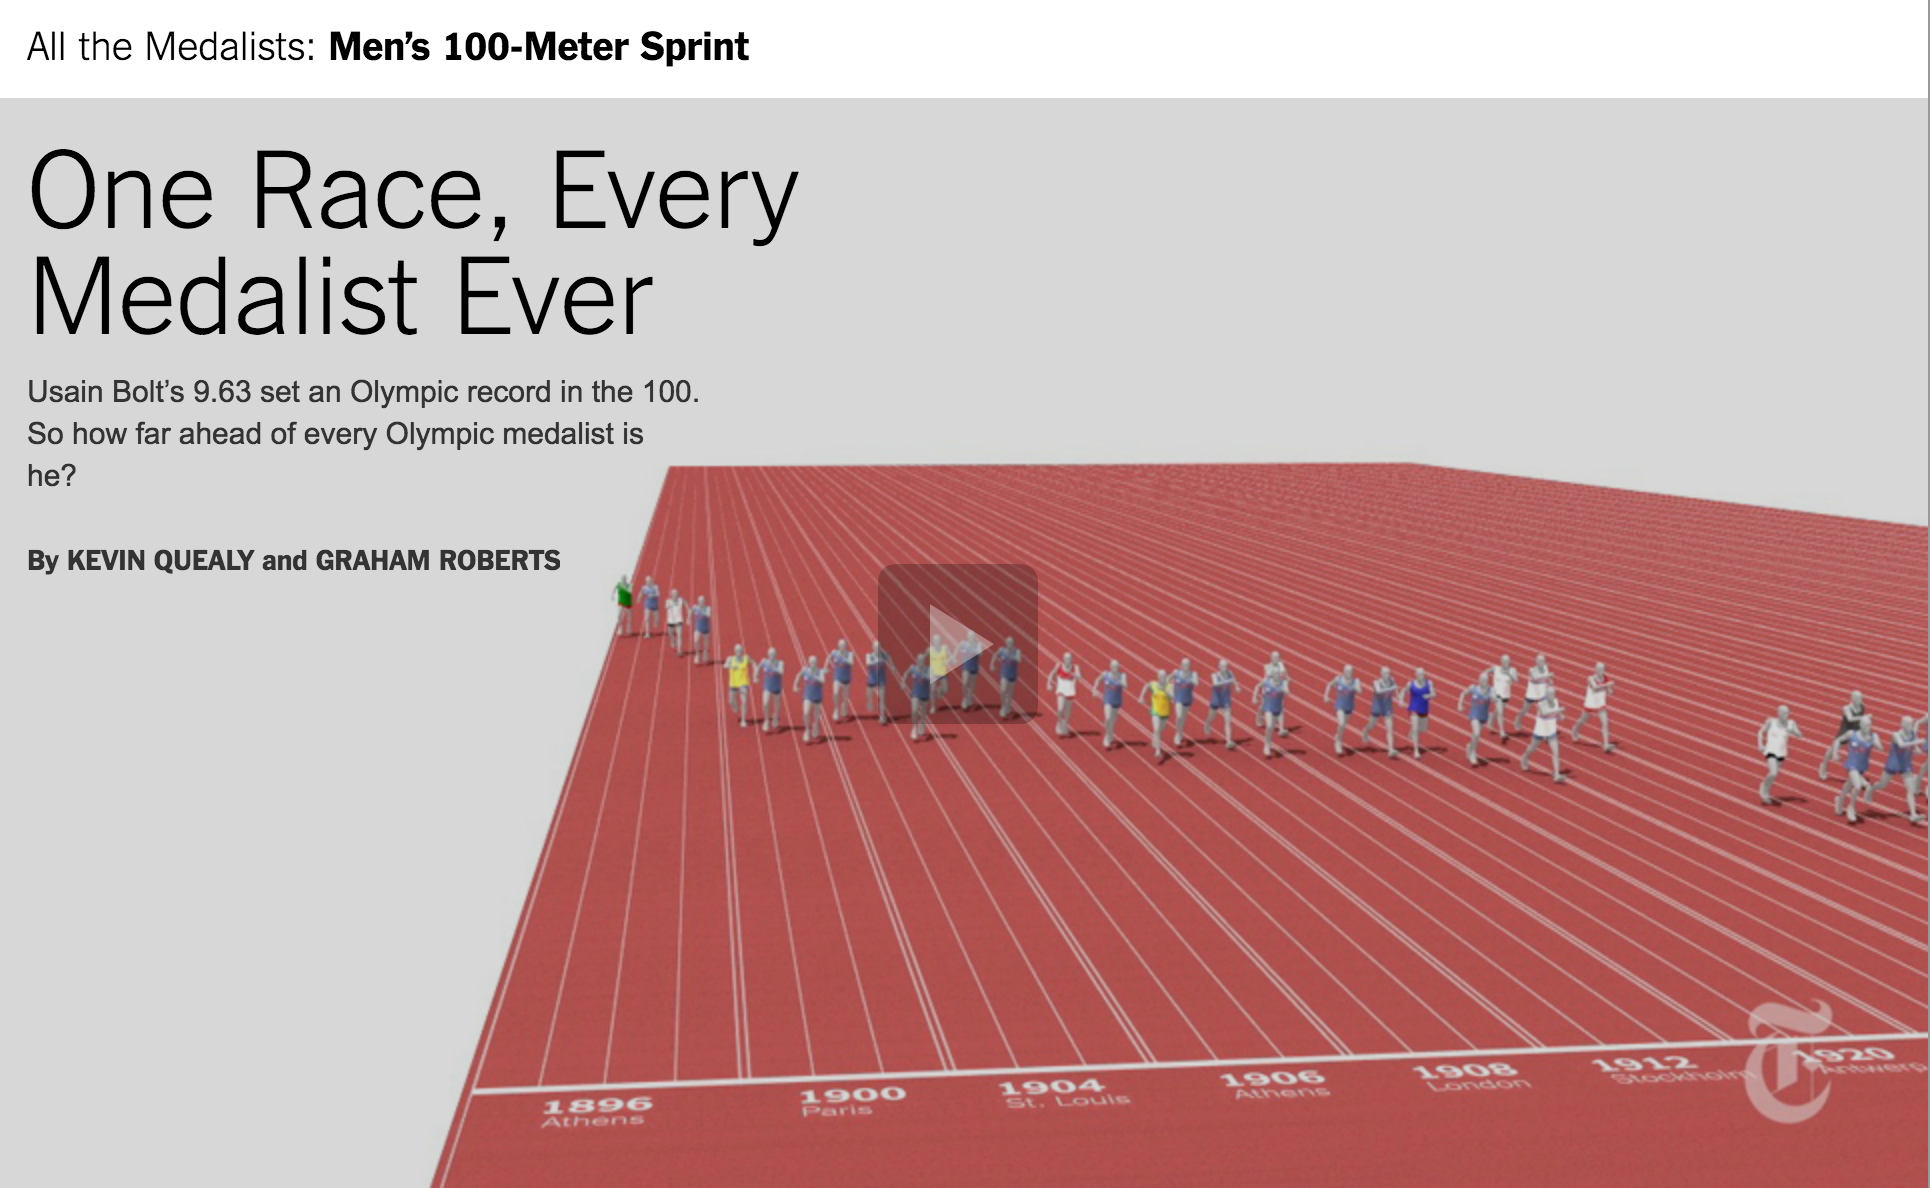 All the Medalists: Men’s 100-Meter Sprint
One Race, Every
Medalist Ever
Usain Bolt’s 9.63 set an Olympic record in the 100.
So how far ahead of every Olympic medalist is
he?
By KEVIN QUEALY and GRAHAM ROBERTS
1896
Athens
1900
Paris
1904
St. Louis
1906
Athens
1908
London
1912
Stockholm
1920
Antwerp
T